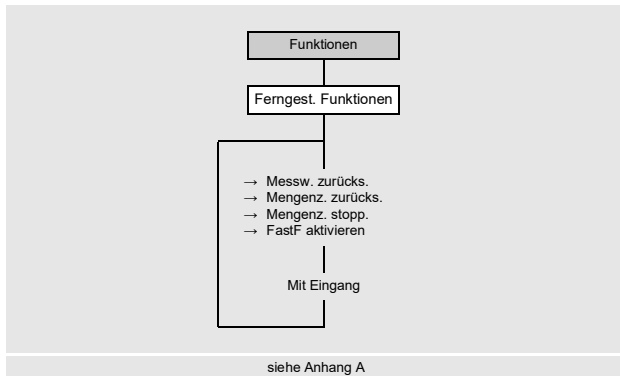 Funktionen
Ferngest. Funktionen
→ Messw. zurücks.
→ Mengenz. zurücks.
→ Mengenz. stopp.
→ FastF aktivieren
Mit Eingang
siehe Anhang A